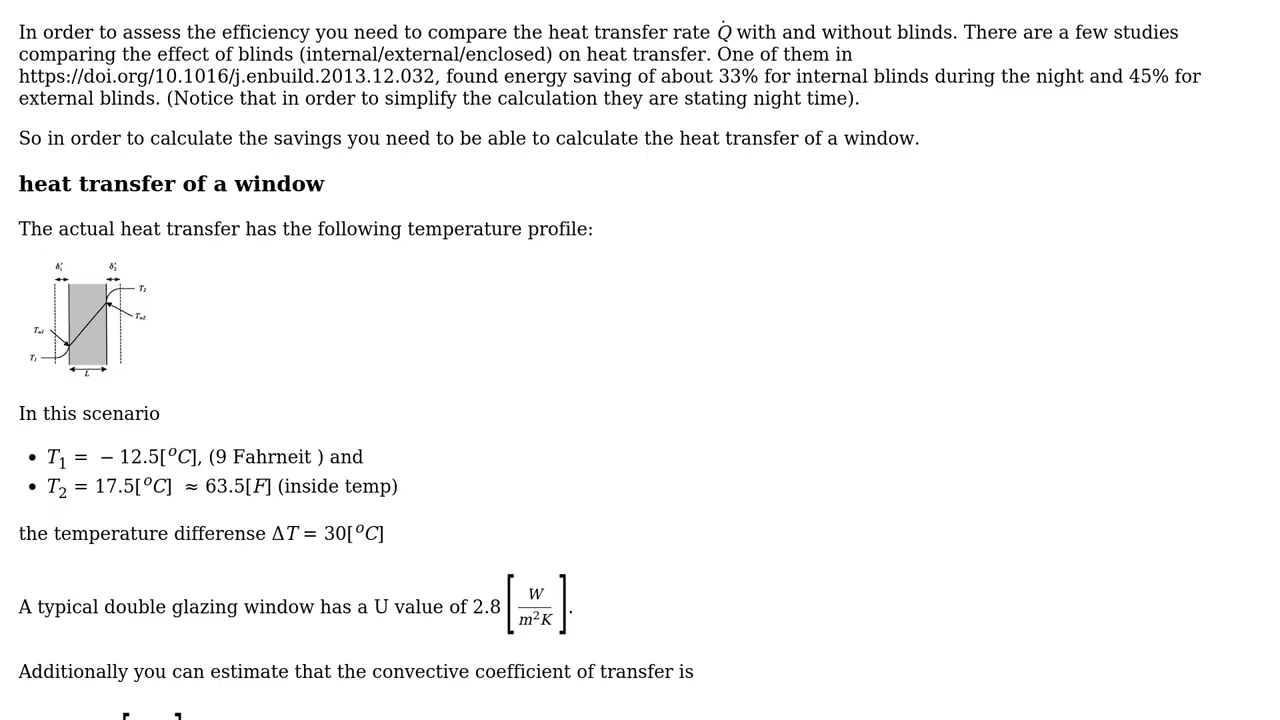 In order to assess the efficiency you need to compare the heat transfer rate Q̇ with and without blinds. There are a few studies
comparing the effect of blinds (internal/external/enclosed) on heat transfer. One of them in
https://doi.org/10.1016/j.enbuild.2013.12.032, found energy saving of about 33% for internal blinds during the night and 45% for
external blinds. (Notice that in order to simplify the calculation they are stating night time).
So in order to calculate the savings you need to be able to calculate the heat transfer of a window.
heat transfer of a window
The actual heat transfer has the following temperature profile:
δ'₁ δ'₂
T₂
T_w2
T_w1
T₁
L
In this scenario
• T₁ = − 12.5[°C], (9 Fahrneit ) and
• T₂ = 17.5[°C] ≈ 63.5[F] (inside temp)
the temperature differense ΔT = 30[°C]
A typical double glazing window has a U value of 2.8 [W/m²K].
Additionally you can estimate that the convective coefficient of transfer is